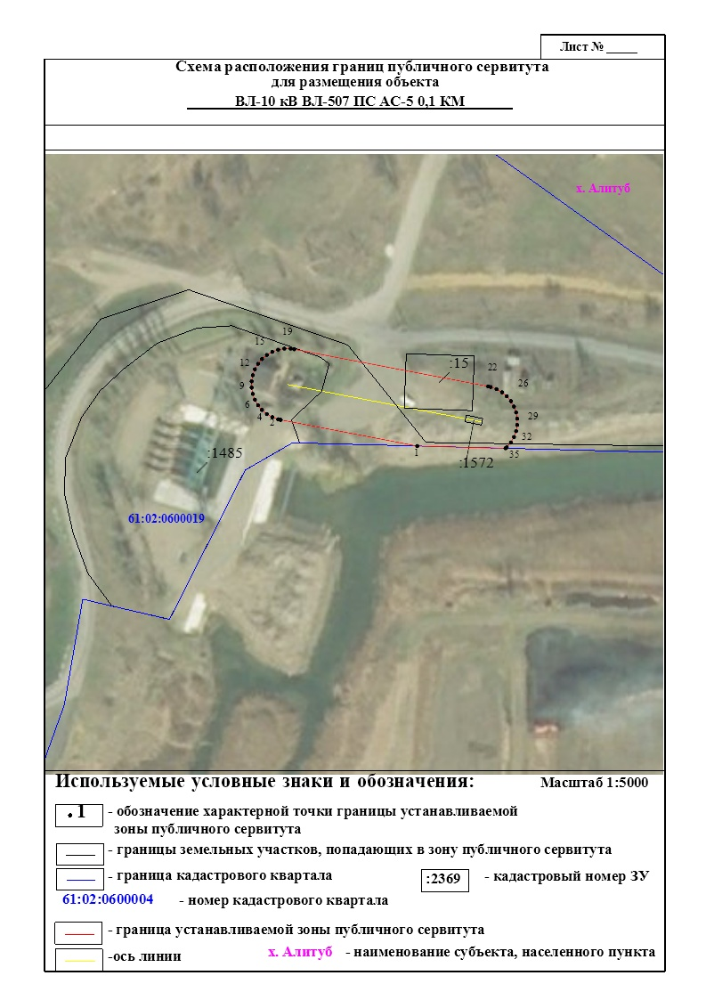 Лист № _____
Схема расположения границ публичного сервитута
для размещения объекта
ВЛ-10 кВ ВЛ-507 ПС АС-5 0,1 КМ
х. Алитуб
19
15
12
9
6
4
2
:15
22
26
29
32
35
1
:1572
:1485
61:02:0600019
Используемые условные знаки и обозначения:
Масштаб 1:5000
.1 - обозначение характерной точки границы устанавливаемой
зоны публичного сервитута
- границы земельных участков, попадающих в зону публичного сервитута
- граница кадастрового квартала
:2369 - кадастровый номер ЗУ
61:02:0600004 - номер кадастрового квартала
- граница устанавливаемой зоны публичного сервитута
-ось линии
х. Алитуб - наименование субъекта, населенного пункта